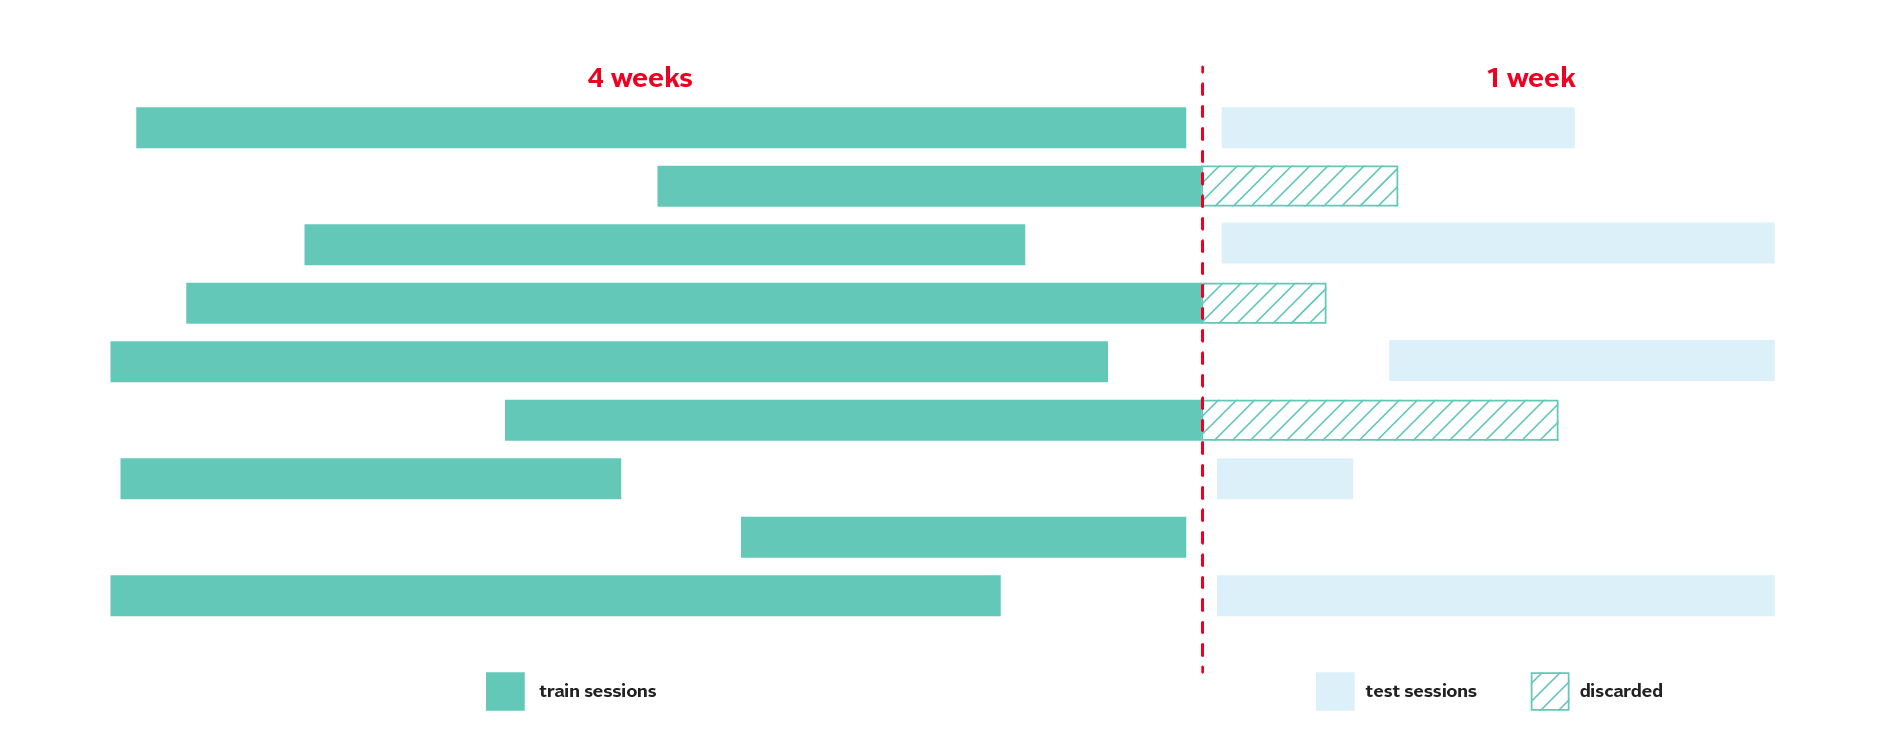 4 weeks
1 week
train sessions
test sessions
discarded